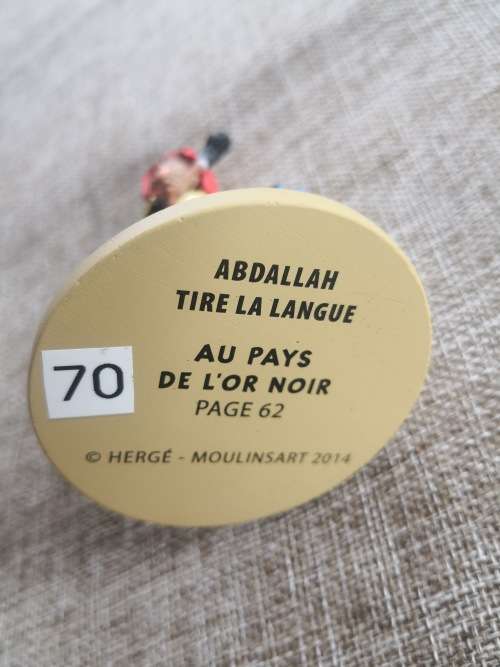 ABDALLAH
TIRE LA LANGUE
AU PAYS
DE L'OR NOIR
PAGE 62
70
© HERGÉ - MOULINSART 2014